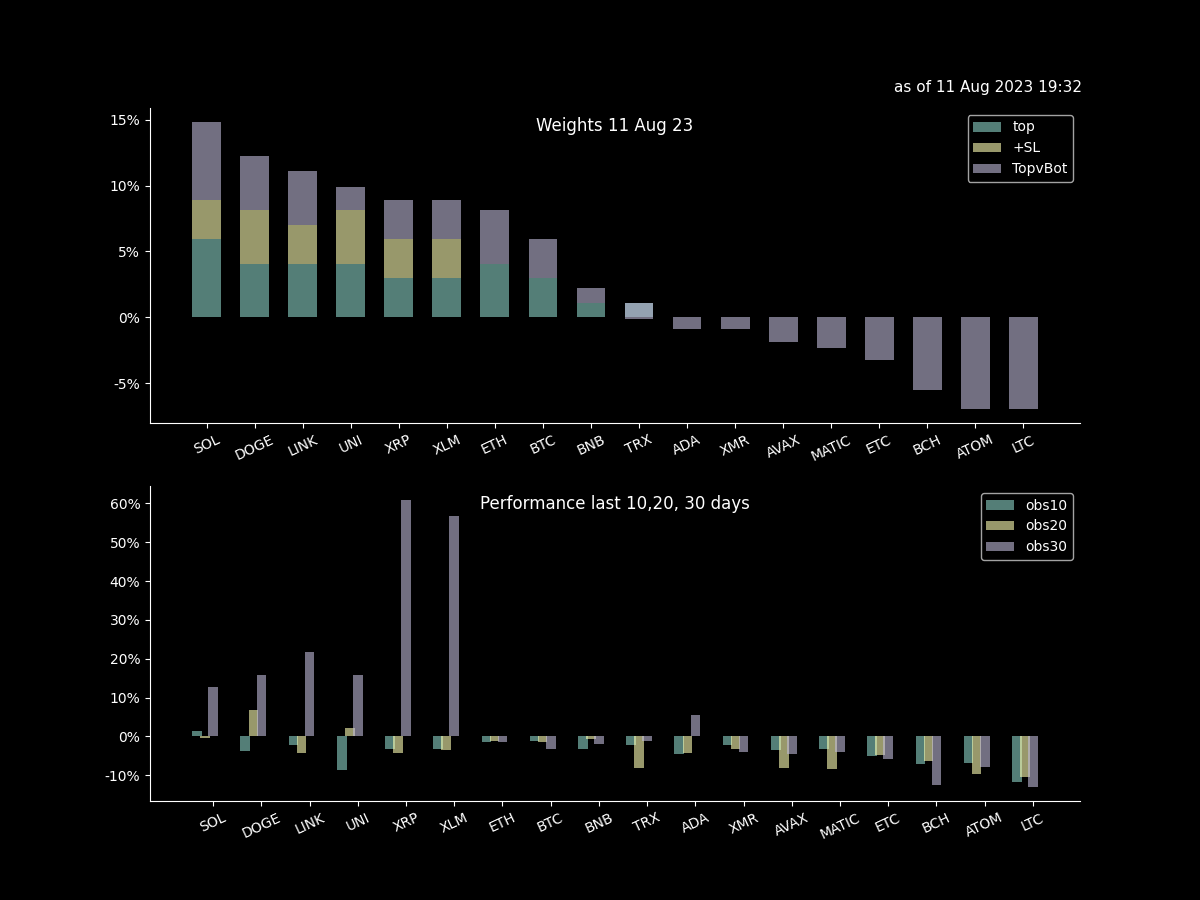 as of 11 Aug 2023 19:32
Weights 11 Aug 23
top
+SL
TopvBot
15%
10%
5%
0%
-5%
SOL DOGE LINK UNI XRP XLM ETH BTC BNB TRX ADA XMR AVAX MATIC ETC BCH ATOM LTC
Performance last 10,20, 30 days
obs10
obs20
obs30
60%
50%
40%
30%
20%
10%
0%
-10%
SOL DOGE LINK UNI XRP XLM ETH BTC BNB TRX ADA XMR AVAX MATIC ETC BCH ATOM LTC